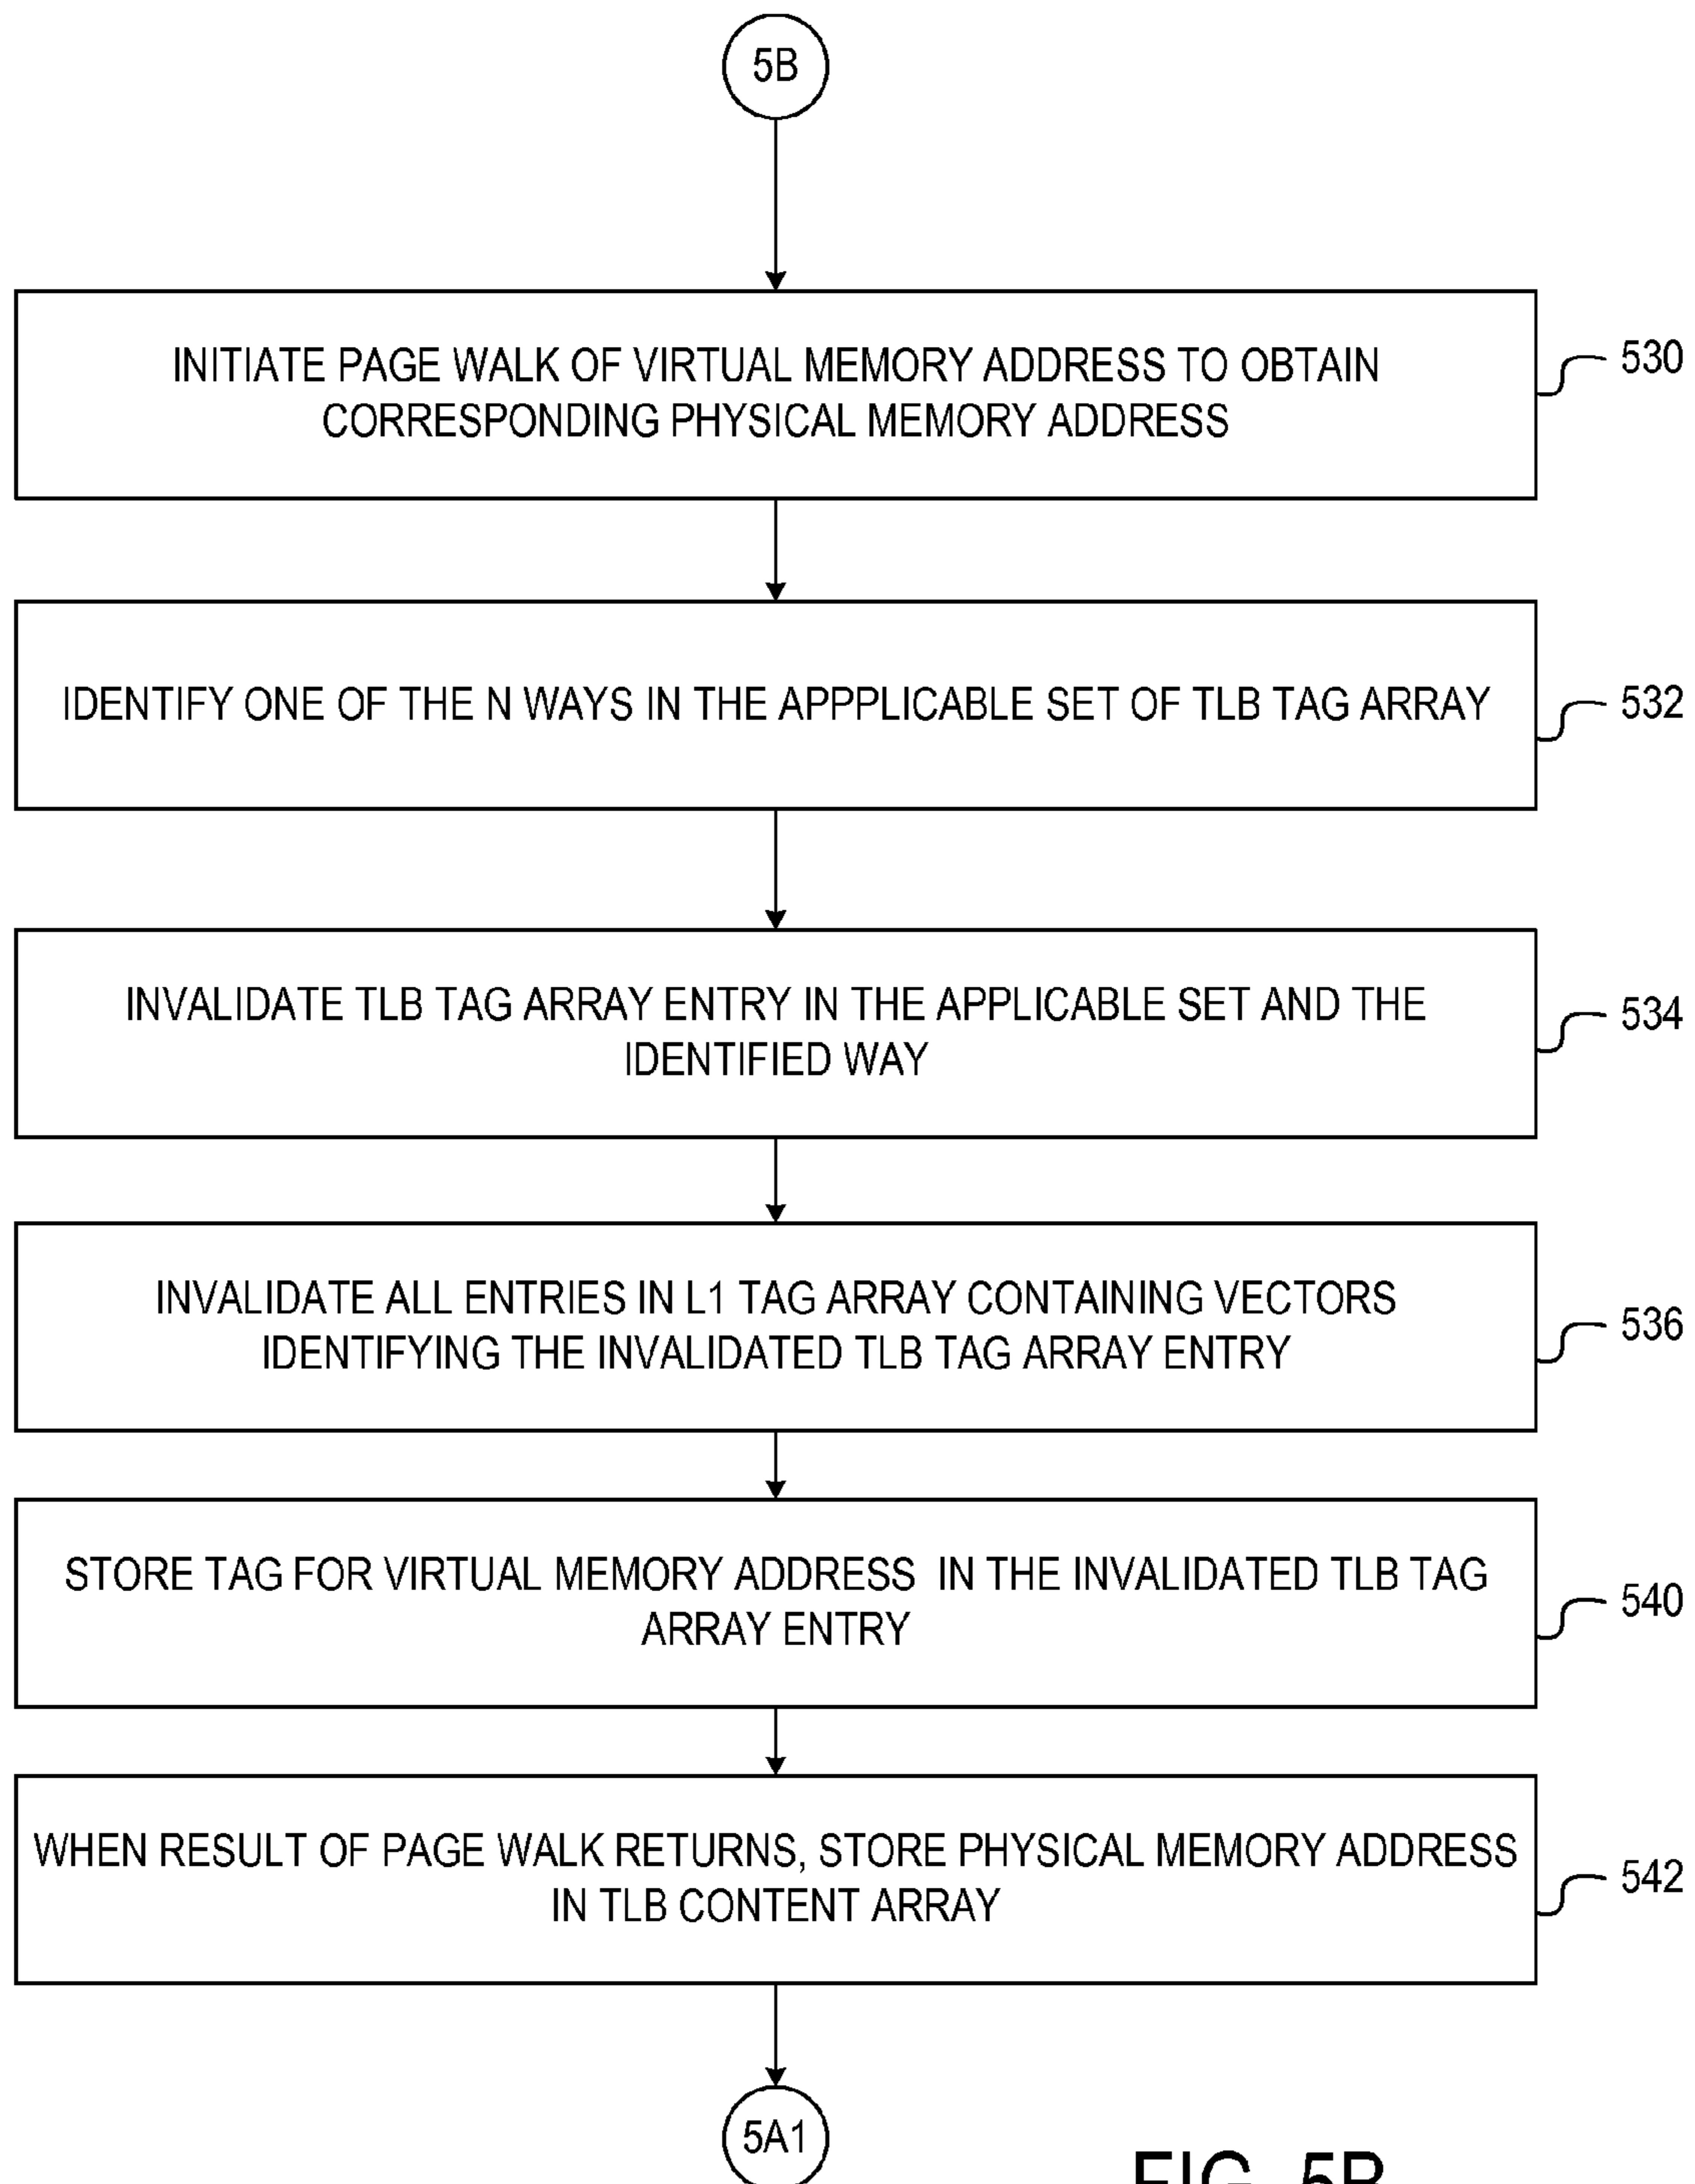 5B
INITIATE PAGE WALK OF VIRTUAL MEMORY ADDRESS TO OBTAIN
CORRESPONDING PHYSICAL MEMORY ADDRESS
530
IDENTIFY ONE OF THE N WAYS IN THE APPPLICABLE SET OF TLB TAG ARRAY
532
INVALIDATE TLB TAG ARRAY ENTRY IN THE APPLICABLE SET AND THE
IDENTIFIED WAY
534
INVALIDATE ALL ENTRIES IN L1 TAG ARRAY CONTAINING VECTORS
IDENTIFYING THE INVALIDATED TLB TAG ARRAY ENTRY
536
STORE TAG FOR VIRTUAL MEMORY ADDRESS IN THE INVALIDATED TLB TAG
ARRAY ENTRY
540
WHEN RESULT OF PAGE WALK RETURNS, STORE PHYSICAL MEMORY ADDRESS
IN TLB CONTENT ARRAY
542
5A1
FIG. 5B